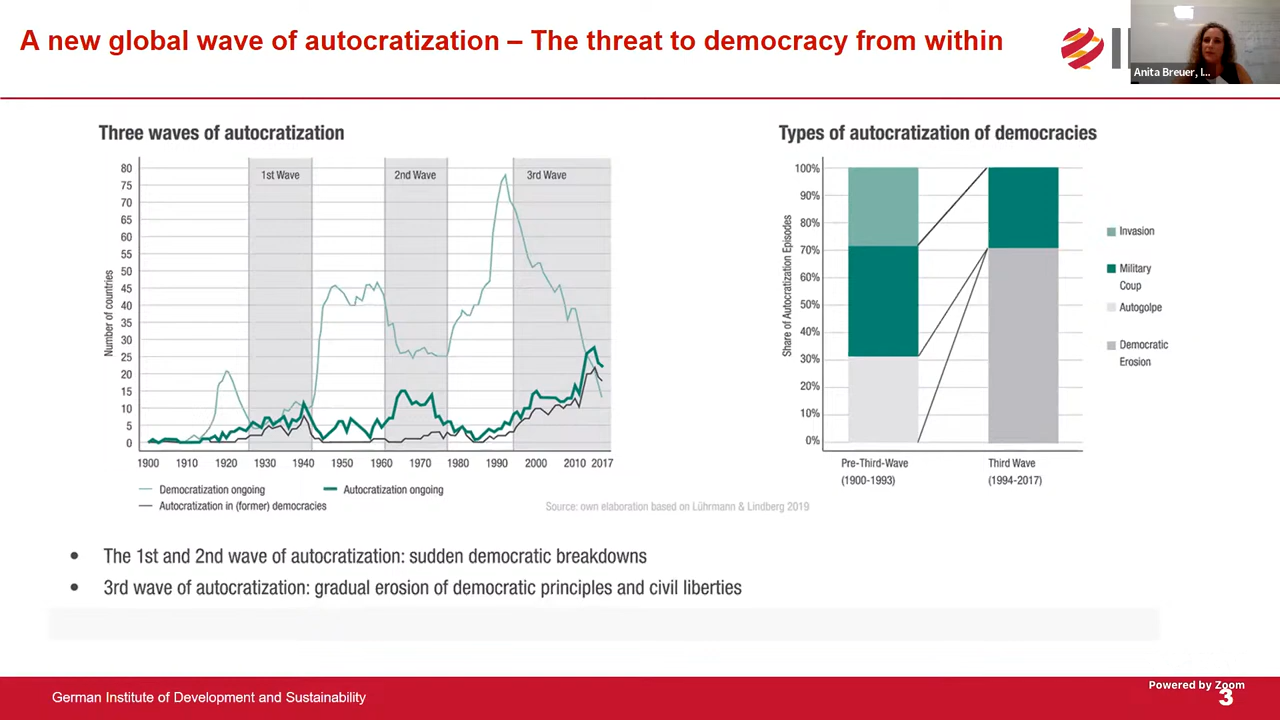 A new global wave of autocratization – The threat to democracy from within
Anita Breuer, I...
Three waves of autocratization
Number of countries
80
75
70
65
60
55
50
45
40
35
30
25
20
15
10
5
0
1st Wave
2nd Wave
3rd Wave
1900 1910 1920 1930 1940 1950 1960 1970 1980 1990 2000 2010 2017
Democratization ongoing
Autocratization ongoing
Autocratization in (former) democracies
Types of autocratization of democracies
Share of Autocratization Episodes
100%
90%
80%
70%
60%
50%
40%
30%
20%
10%
0%
Pre-Third-Wave
(1900-1993)
Third Wave
(1994-2017)
Invasion
Military
Coup
Autogolpe
Democratic
Erosion
Source: own elaboration based on Lührmann & Lindberg 2019
• The 1st and 2nd wave of autocratization: sudden democratic breakdowns
• 3rd wave of autocratization: gradual erosion of democratic principles and civil liberties
German Institute of Development and Sustainability
Powered by Zoom
3